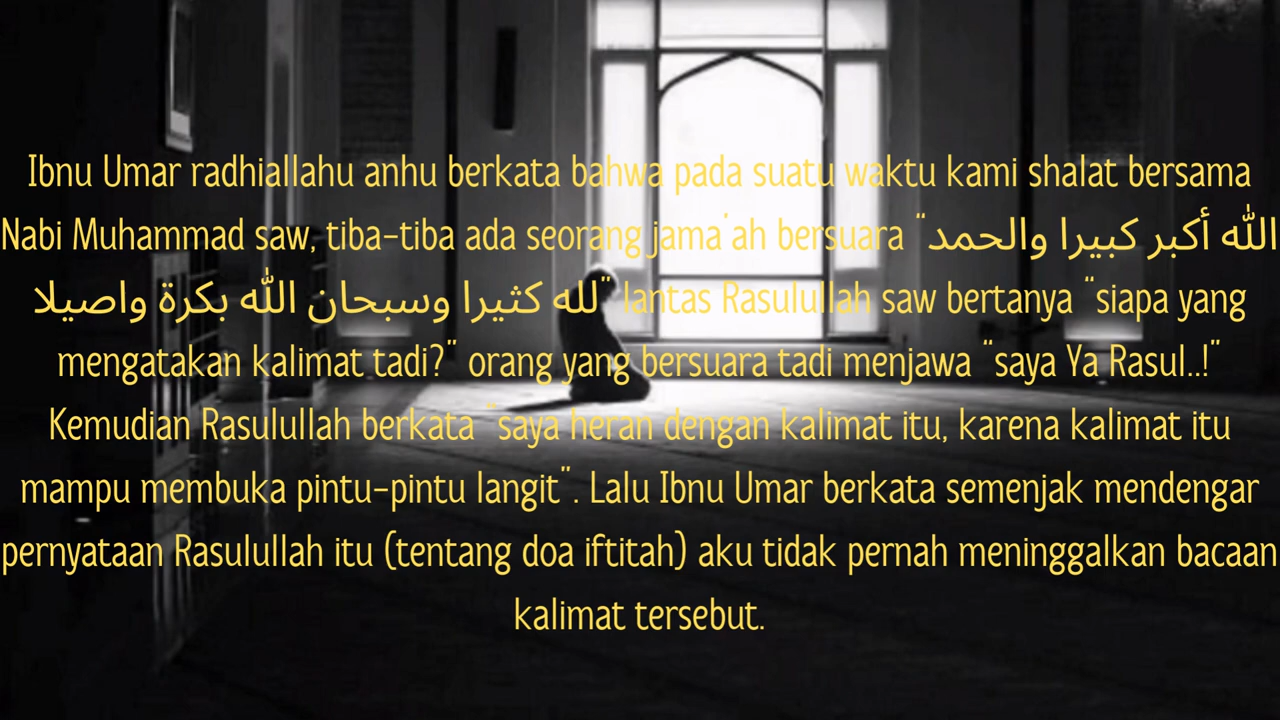 Ibnu Umar radhiallahu anhu berkata bahwa pada suatu waktu kami shalat bersama
Nabi Muhammad saw, tiba-tiba ada seorang jama'ah bersuara “الله أكبر كبيرا والحمد
لله كثيرا وسبحان الله بكرة واصيلا” lantas Rasulullah saw bertanya “siapa yang
mengatakan kalimat tadi?” orang yang bersuara tadi menjawa “saya Ya Rasul..!”
Kemudian Rasulullah berkata “saya heran dengan kalimat itu, karena kalimat itu
mampu membuka pintu-pintu langit”. Lalu Ibnu Umar berkata semenjak mendengar
pernyataan Rasulullah itu (tentang doa iftitah) aku tidak pernah meninggalkan bacaan
kalimat tersebut.